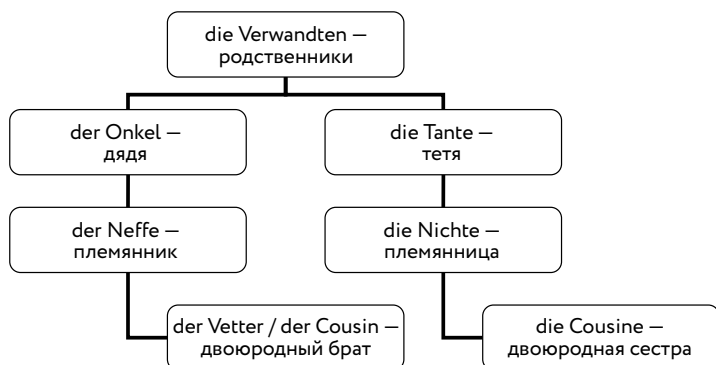 die Verwandten —
родственники
der Onkel —
дядя
die Tante —
тетя
der Neffe —
племянник
die Nichte —
племянница
der Vetter / der Cousin —
двоюродный брат
die Cousine —
двоюродная сестра